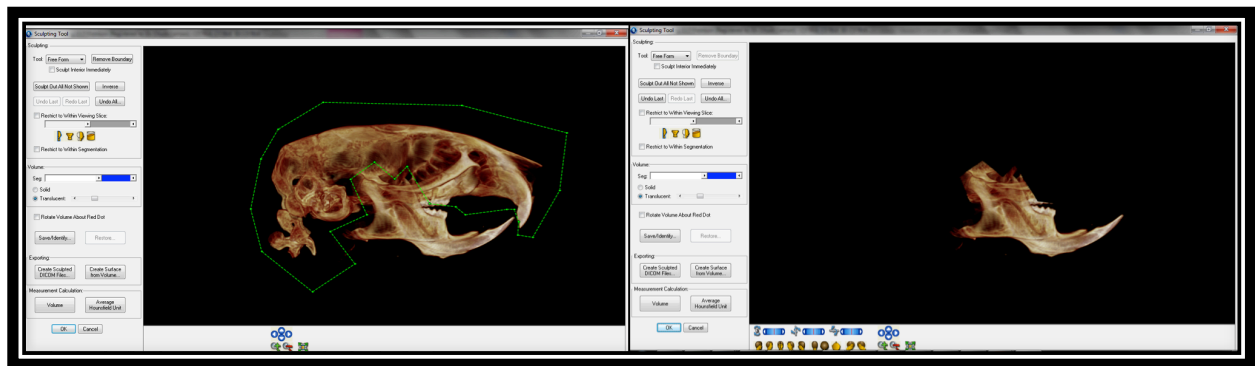 Sculpting Tool
Sculpting:
Tool: Free Form Remove Boundary
Sculpt Interior Immediately
Sculpt Out All Not Shown Inverse
Undo Last Redo Last Undo All...
Restrict to Within Viewing Slice:
Restrict to Within Segmentation
Volume:
Seg:
Solid
Translucent:
Rotate Volume About Red Dot
Save/Identify... Restore...
Exporting:
Create Sculpted DICOM Files... Create Surface from Volume...
Measurement Calculation:
Volume Average Hounsfield Unit
OK Cancel
Sculpting Tool
Sculpting:
Tool: Free Form Remove Boundary
Sculpt Interior Immediately
Sculpt Out All Not Shown Inverse
Undo Last Redo Last Undo All...
Restrict to Within Viewing Slice:
Restrict to Within Segmentation
Volume:
Seg:
Solid
Translucent:
Rotate Volume About Red Dot
Save/Identify... Restore...
Exporting:
Create Sculpted DICOM Files... Create Surface from Volume...
Measurement Calculation:
Volume Average Hounsfield Unit
OK Cancel